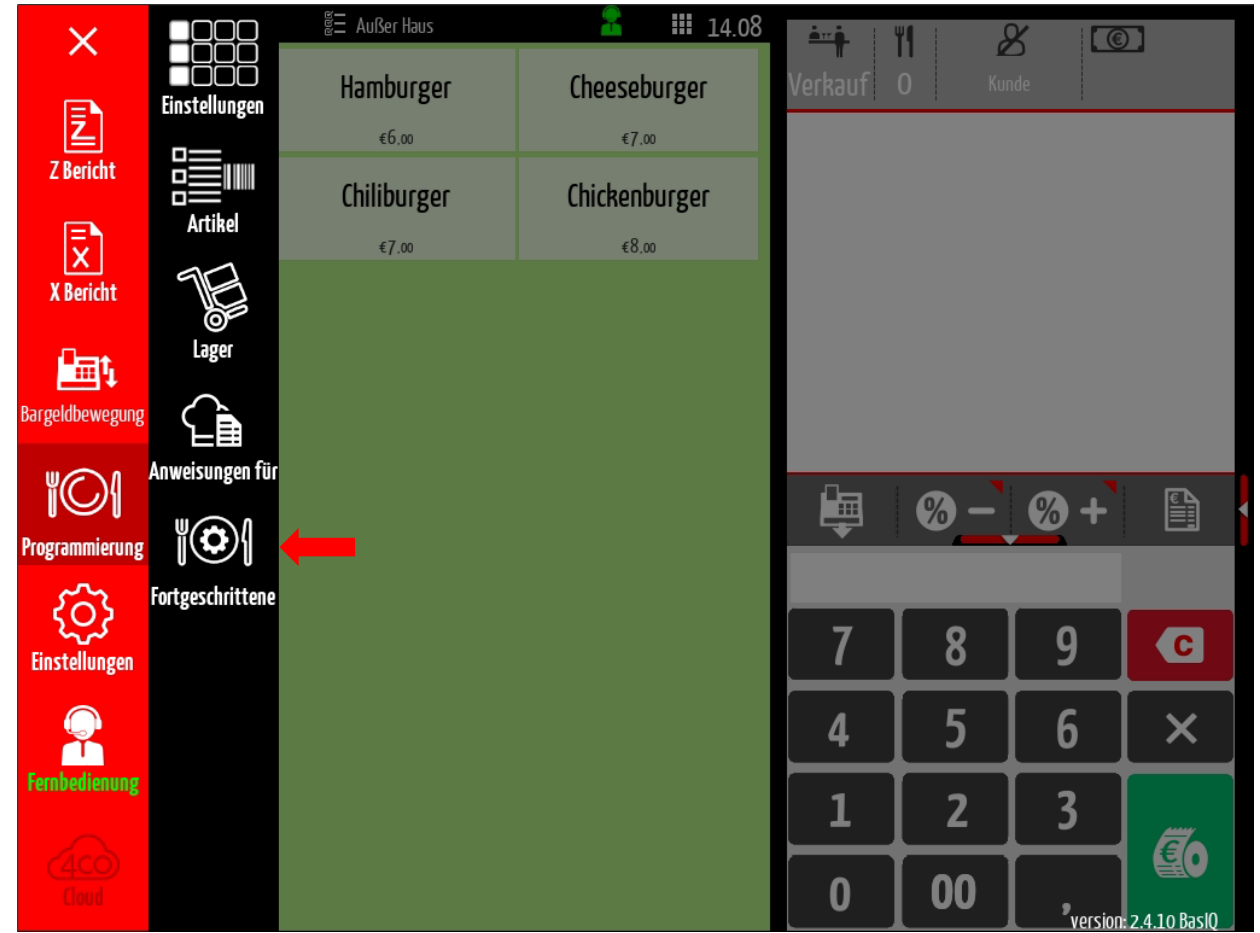 Z Bericht
X Bericht
Bargeldbewegung
Programmierung
Einstellungen
Fernbedienung
4CO
Cloud
Einstellungen
Artikel
Lager
Anweisungen für
Fortgeschrittene
Außer Haus
14.08
Hamburger
€6,00
Cheeseburger
€7,00
Chiliburger
€7,00
Chickenburger
€8,00
Verkauf
0
Kunde
€
% −
% +
€
7 8 9 C
4 5 6 ×
1 2 3
€
0 00 ,
version: 2.4.10 BasIQ